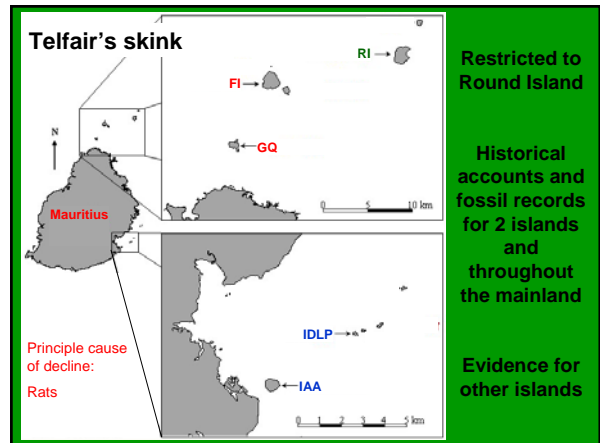 Telfair's skink
RI
FI
N
GQ
Mauritius
0 5 10 km
IDLP
IAA
0 1 2 3 4 5 km
Principle cause
of decline:
Rats
Restricted to
Round Island
Historical
accounts and
fossil records
for 2 islands
and
throughout
the mainland
Evidence for
other islands